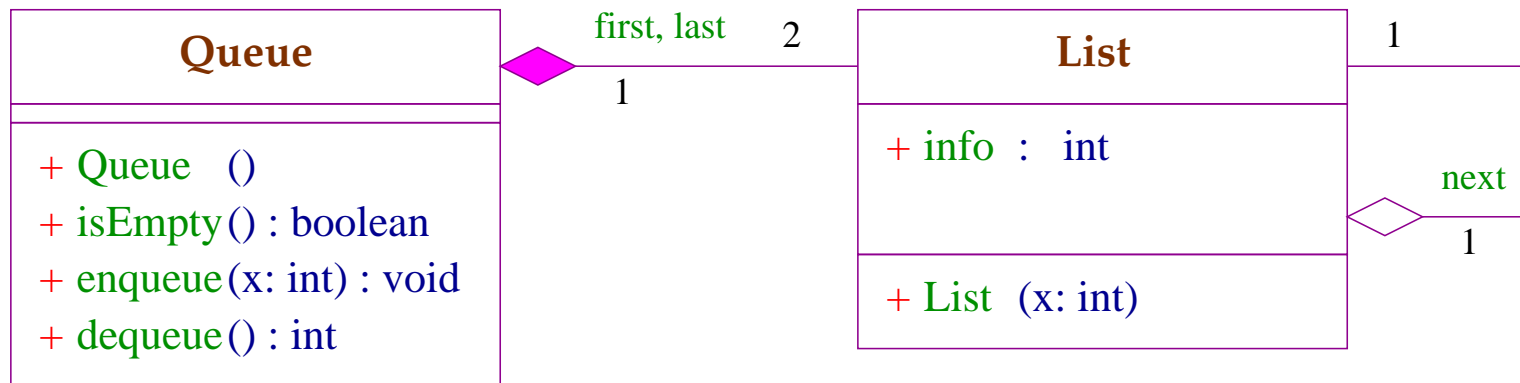 Queue
+ Queue ()
+ isEmpty() : boolean
+ enqueue(x: int) : void
+ dequeue() : int
first, last
2
1
List
+ info : int
+ List (x: int)
1
next
1